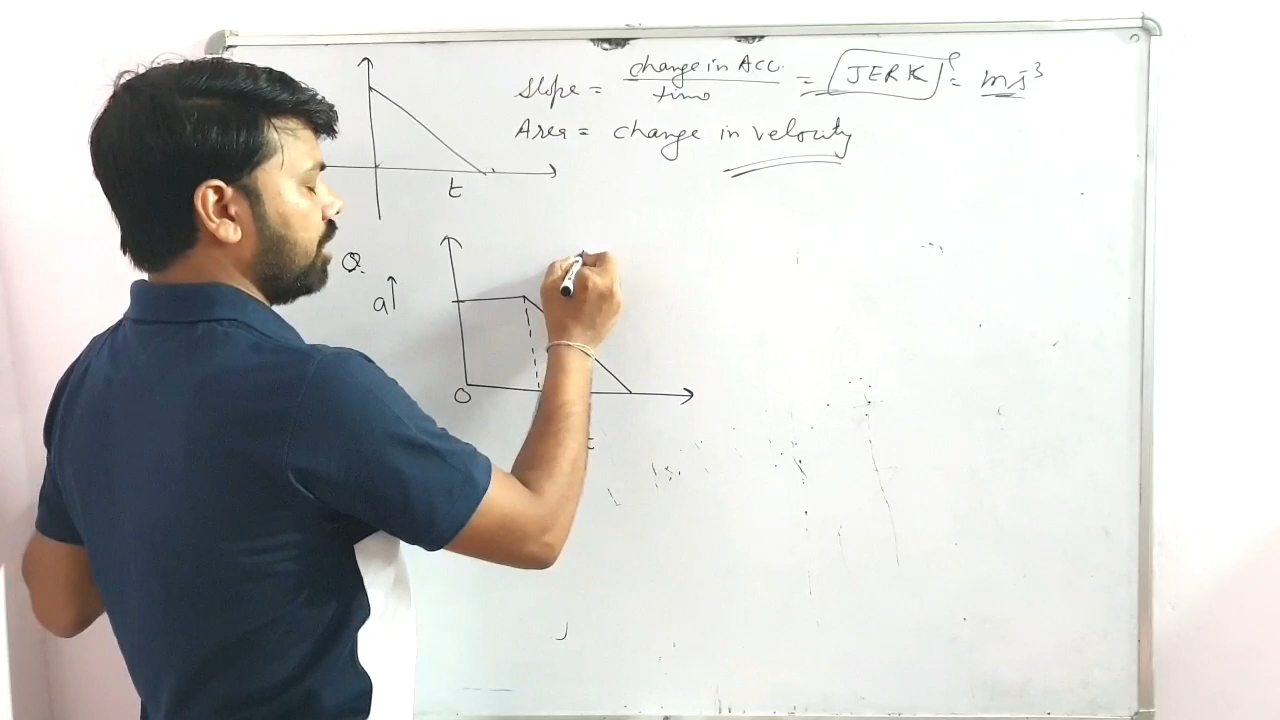 Slope = change in Acc. / time = JERK = ms⁻³
Area = change in velocity
t
Q.
a↑
O
t